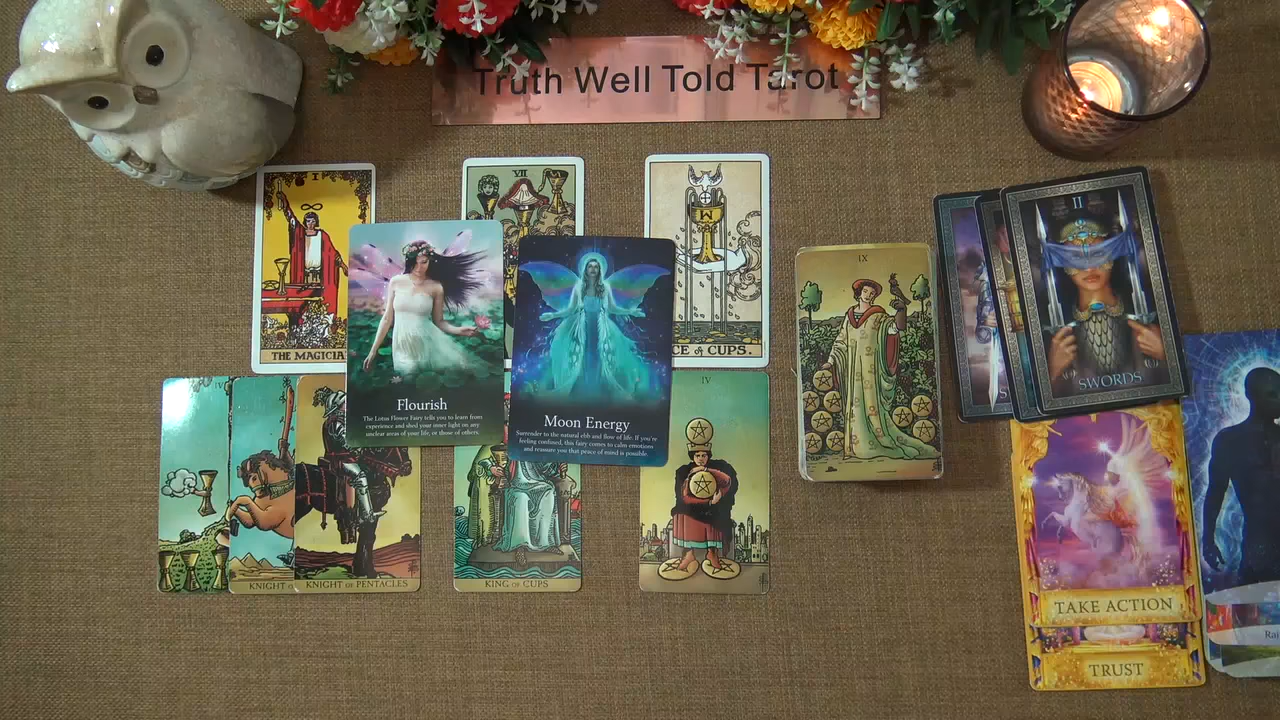 Truth Well Told Tarot
I
THE MAGICIA
VII
CE of CUPS.
Flourish
The Lotus Flower Fairy tells you to learn from
experience and shed your inner light on any
unclear areas of your life, or those of others.
Moon Energy
Surrender to the natural ebb and flow of life. If you're
feeling confined, this fairy comes to calm emotions
and reassure you that peace of mind is possible.
IX
II
SWORDS
IV
KNIGHT
KNIGHT OF PENTACLES
KING OF CUPS
IV
TAKE ACTION
TRUST